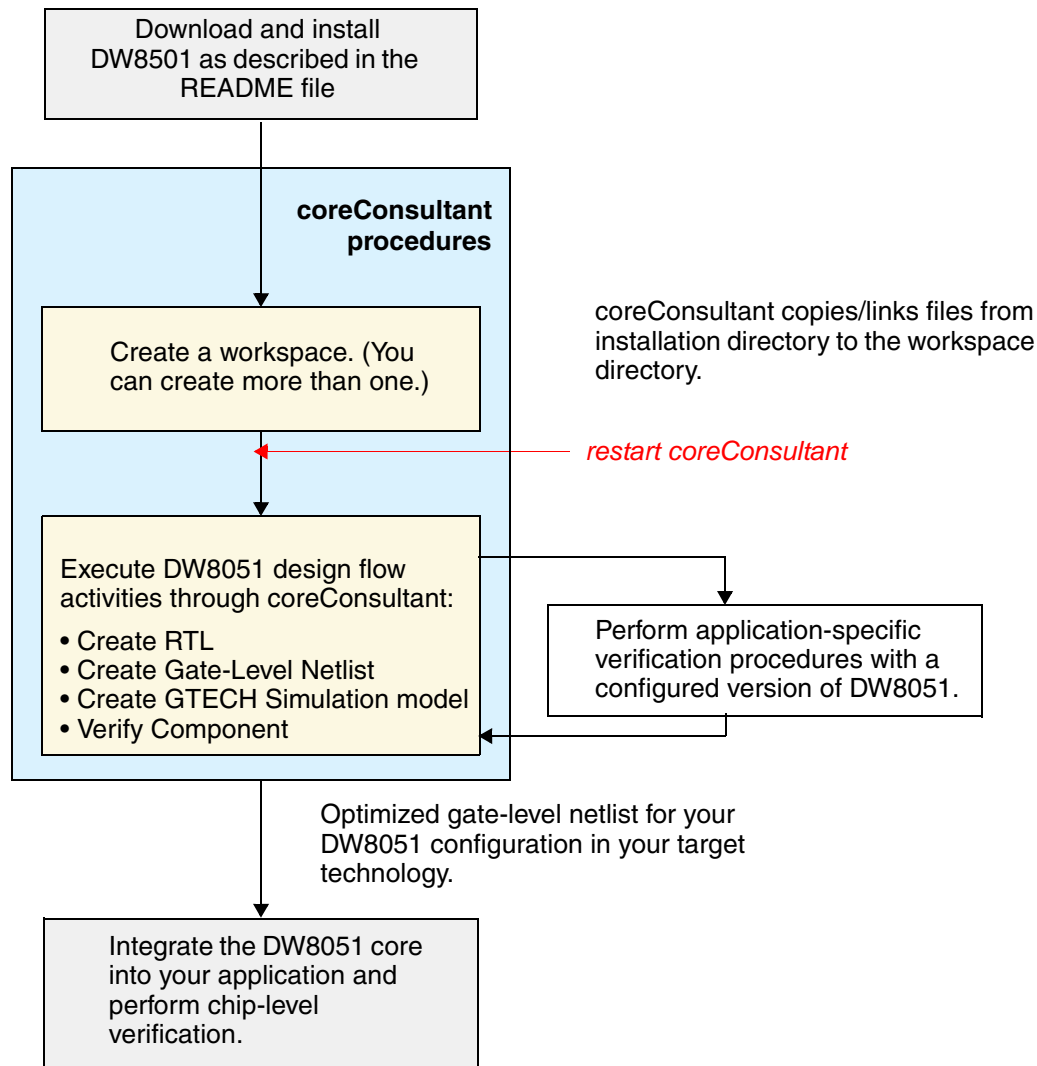 Download and install
DW8501 as described in the
README file
coreConsultant
procedures
Create a workspace. (You
can create more than one.)
coreConsultant copies/links files from
installation directory to the workspace
directory.
restart coreConsultant
Execute DW8051 design flow
activities through coreConsultant:
• Create RTL
• Create Gate-Level Netlist
• Create GTECH Simulation model
• Verify Component
Perform application-specific
verification procedures with a
configured version of DW8051.
Optimized gate-level netlist for your
DW8051 configuration in your target
technology.
Integrate the DW8051 core
into your application and
perform chip-level
verification.